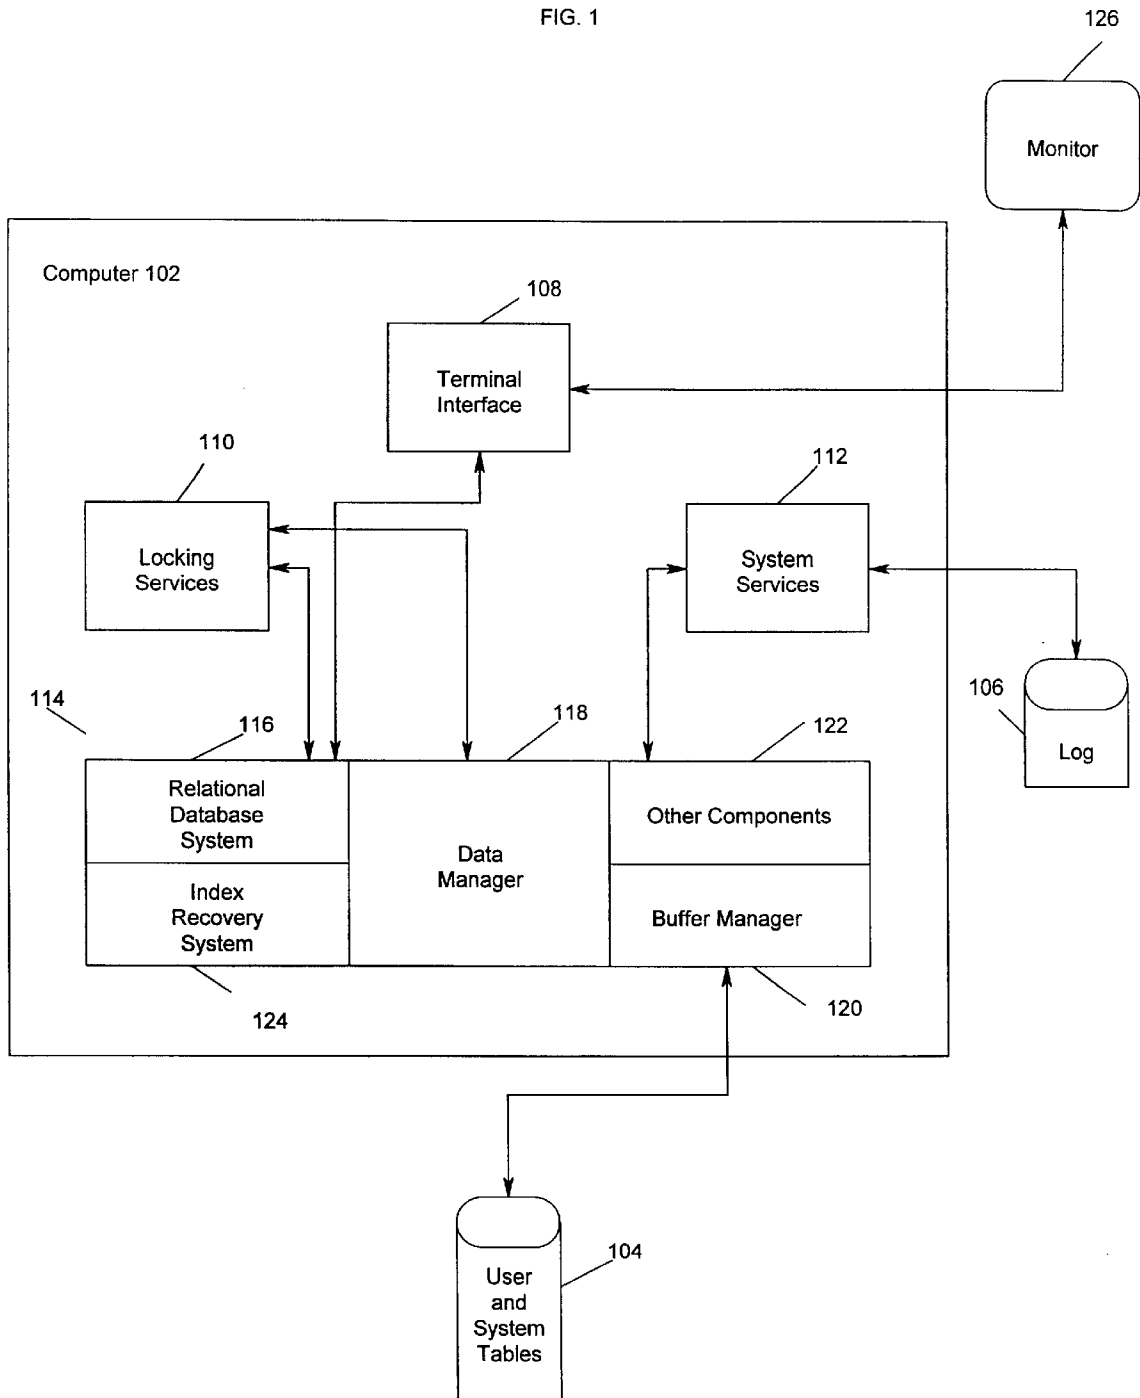 FIG. 1
126
Monitor
Computer 102
108
Terminal
Interface
110
112
Locking
Services
System
Services
106
Log
114
116
118
122
Relational
Database
System
Data
Manager
Other Components
Index
Recovery
System
Buffer Manager
124
120
104
User
and
System
Tables